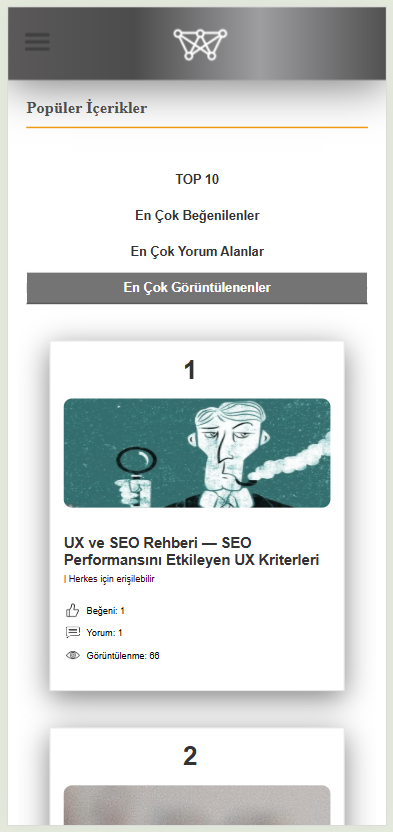 Popüler İçerikler
TOP 10
En Çok Beğenilenler
En Çok Yorum Alanlar
En Çok Görüntülenenler
1
UX ve SEO Rehberi — SEO
Performansını Etkileyen UX Kriterleri
| Herkes için erişilebilir
Beğeni: 1
Yorum: 1
Görüntülenme: 66
2